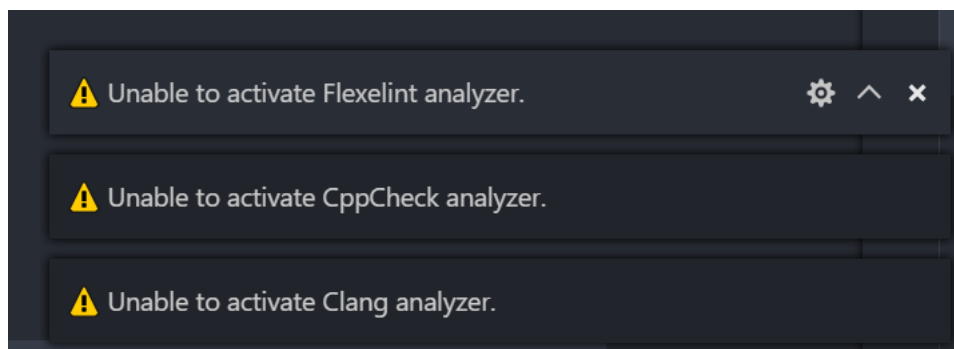 Unable to activate Flexelint analyzer.
Unable to activate CppCheck analyzer.
Unable to activate Clang analyzer.